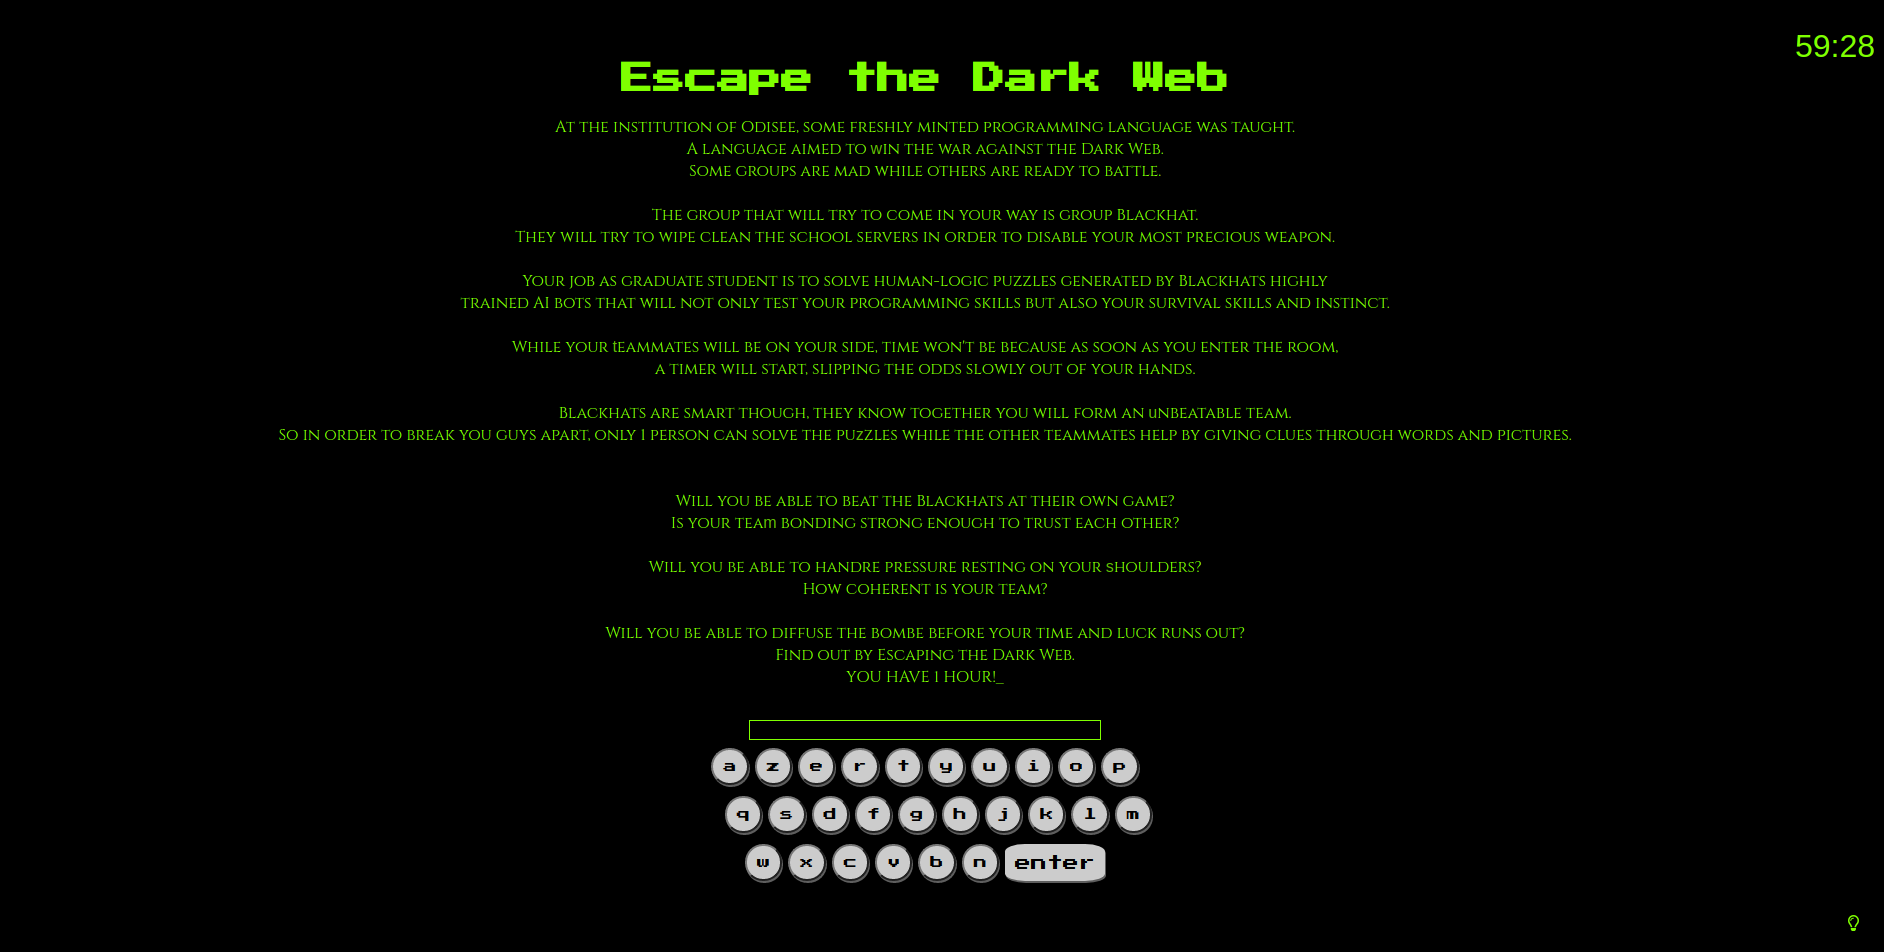 59:28
Escape the Dark Web
At the institution of Odisee, some freshly minted programming language was taught.
A language aimed to win the war against the Dark Web.
Some groups are mad while others are ready to battle.
The group that will try to come in your way is group Blackhat.
They will try to wipe clean the school servers in order to disable your most precious weapon.
Your job as graduate student is to solve human-logic puzzles generated by Blackhats highly
trained AI bots that will not only test your programming skills but also your survival skills and instinct.
While your teammates will be on your side, time won't be because as soon as you enter the room,
a timer will start, slipping the odds slowly out of your hands.
Blackhats are smart though, they know together you will form an unbeatable team.
So in order to break you guys apart, only 1 person can solve the puzzles while the other teammates help by giving clues through words and pictures.
Will you be able to beat the Blackhats at their own game?
Is your team bonding strong enough to trust each other?
Will you be able to handre pressure resting on your shoulders?
How coherent is your team?
Will you be able to diffuse the bombe before your time and luck runs out?
Find out by Escaping the Dark Web.
YOU HAVE 1 HOUR!_
a z e r t y u i o p
q s d f g h j k l m
w x c v b n enter